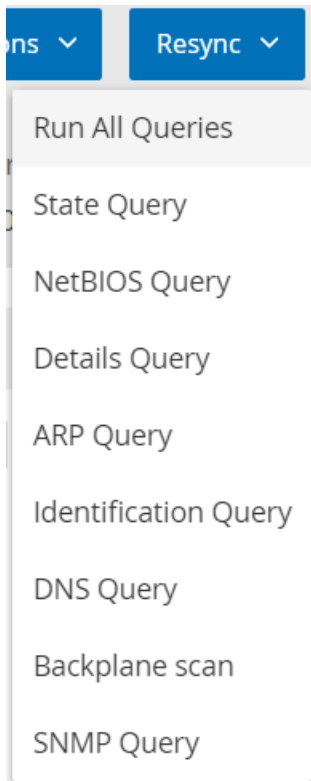 ns
Resync
Run All Queries
State Query
NetBIOS Query
Details Query
ARP Query
Identification Query
DNS Query
Backplane scan
SNMP Query